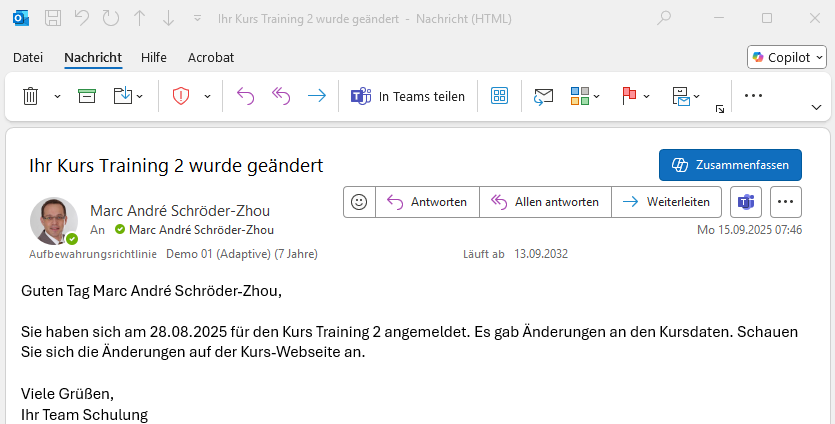 Ihr Kurs Training 2 wurde geändert - Nachricht (HTML)
Datei Nachricht Hilfe Acrobat Copilot
In Teams teilen
Ihr Kurs Training 2 wurde geändert
Zusammenfassen
Marc André Schröder-Zhou
Antworten Allen antworten Weiterleiten
An Marc André Schröder-Zhou
Mo 15.09.2025 07:46
Aufbewahrungsrichtlinie Demo 01 (Adaptive) (7 Jahre) Läuft ab 13.09.2032
Guten Tag Marc André Schröder-Zhou,
Sie haben sich am 28.08.2025 für den Kurs Training 2 angemeldet. Es gab Änderungen an den Kursdaten. Schauen
Sie sich die Änderungen auf der Kurs-Webseite an.
Viele Grüßen,
Ihr Team Schulung